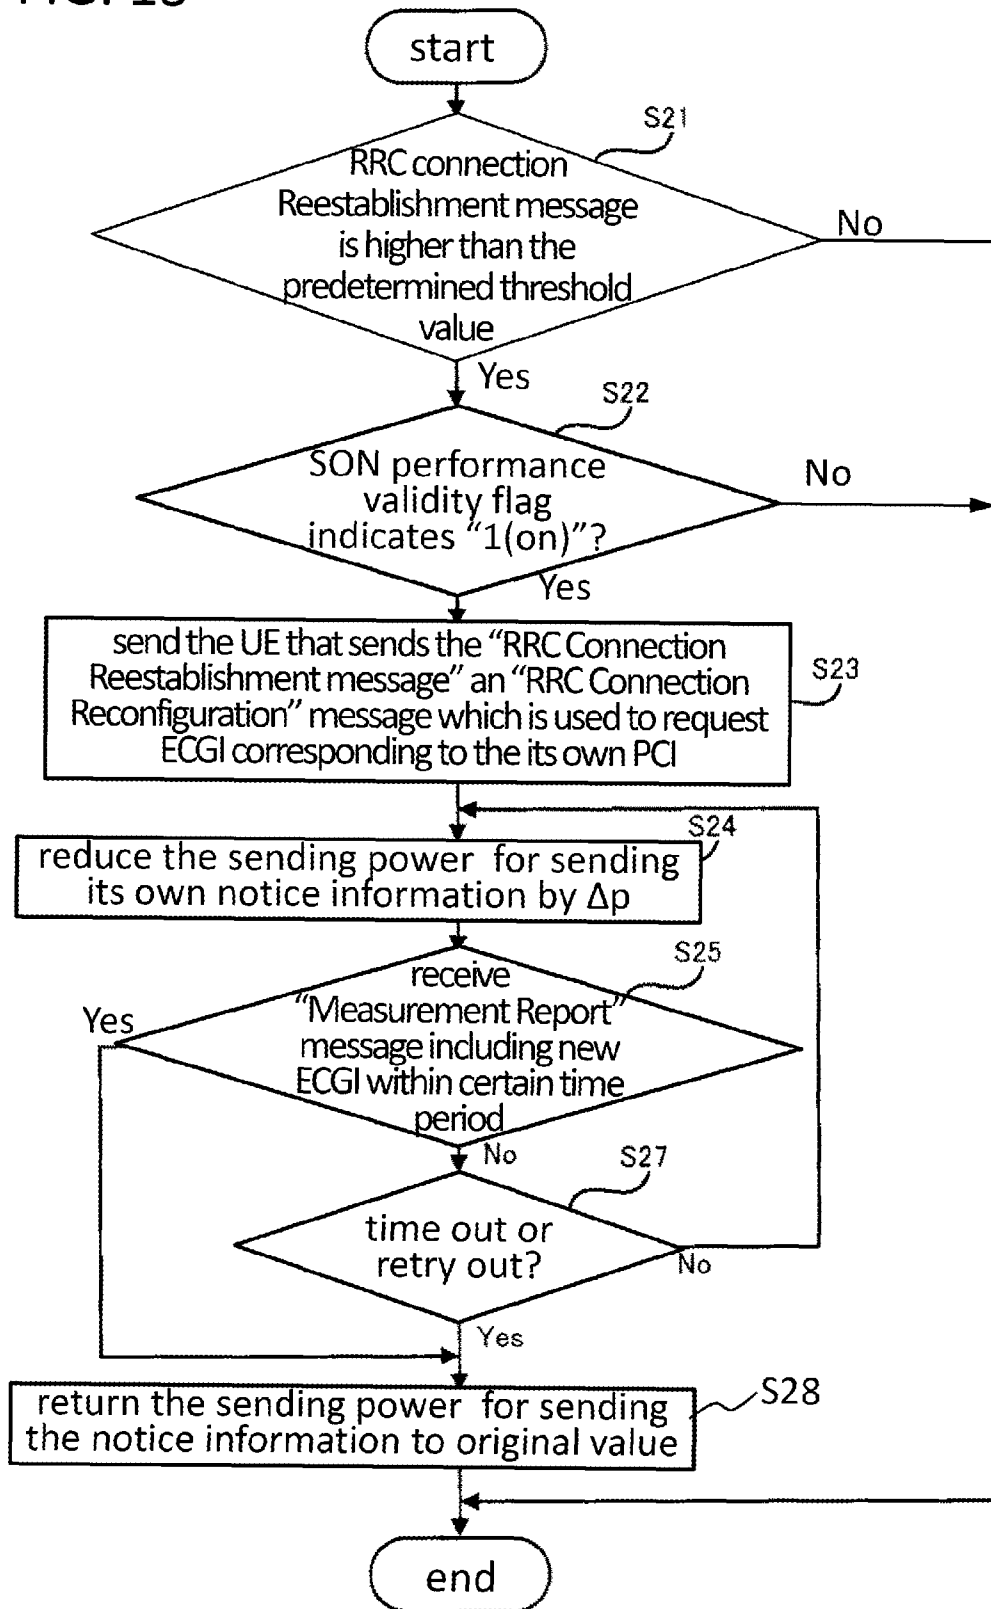 start
S21
RRC connection
Reestablishment message
is higher than the
predetermined threshold
value
No
Yes
S22
SON performance
validity flag
indicates “1(on)”?
No
Yes
send the UE that sends the “RRC Connection
Reestablishment message” an “RRC Connection
Reconfiguration” message which is used to request
ECGI corresponding to the its own PCI
S23
S24
reduce the sending power for sending
its own notice information by Δp
S25
receive
“Measurement Report”
message including new
ECGI within certain time
period
Yes
No
S27
time out or
retry out?
No
Yes
return the sending power for sending
the notice information to original value
S28
end